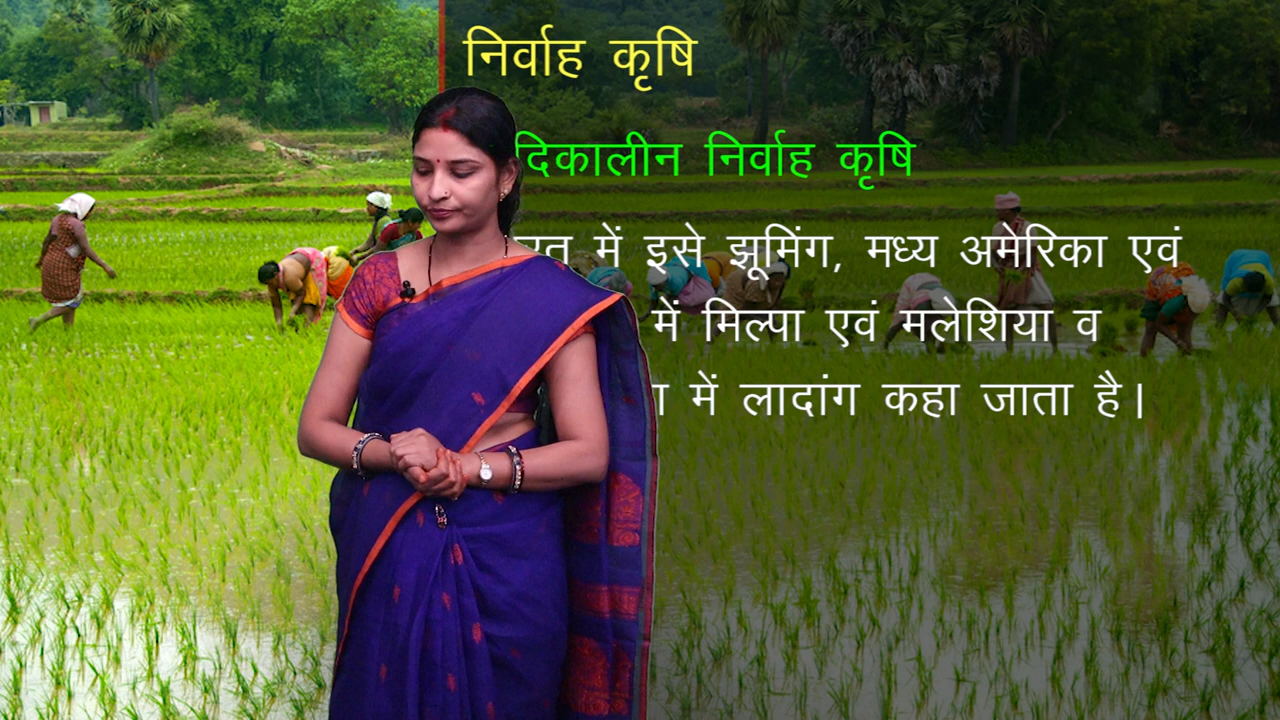 निर्वाह कृषि
निर्वाह कृषि
में इसे झूमिंग, मध्य अमेरिका एवं
में मिल्पा एवं मलेशिया व
में लादांग कहा जाता है।